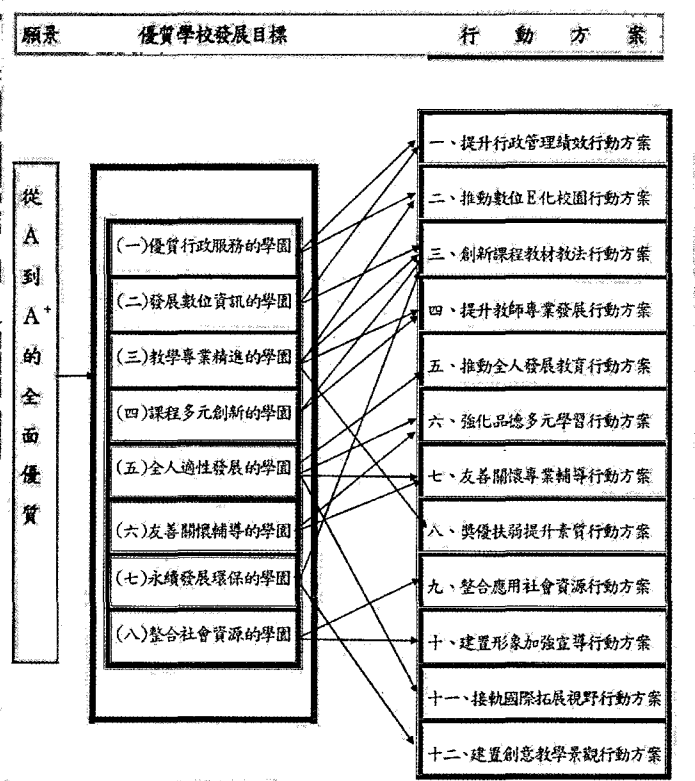 願景 優質學校發展目標 行動方案
從A到A+的全面優質
(一)優質行政服務的學園
(二)發展數位資訊的學園
(三)教學專業精進的學園
(四)課程多元創新的學園
(五)全人適性發展的學園
(六)友善關懷輔導的學園
(七)永續發展環保的學園
(八)整合社會資源的學園
一、提升行政管理績效行動方案
二、推動數位E化校園行動方案
三、創新課程教材教法行動方案
四、提升教師專業發展行動方案
五、推動全人發展教育行動方案
六、強化品德多元學習行動方案
七、友善關懷專業輔導行動方案
八、獎優扶弱提升素質行動方案
九、整合應用社會資源行動方案
十、建置形象加強宣導行動方案
十一、接軌國際拓展視野行動方案
十二、建置創意教學景觀行動方案